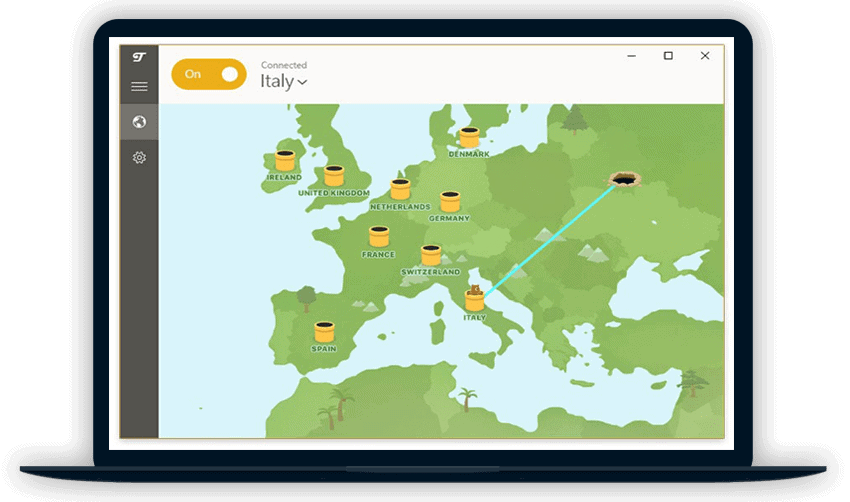 Connected
On
Italy
DENMARK
IRELAND
UNITED KINGDOM
NETHERLANDS
GERMANY
FRANCE
SWITZERLAND
ITALY
SPAIN